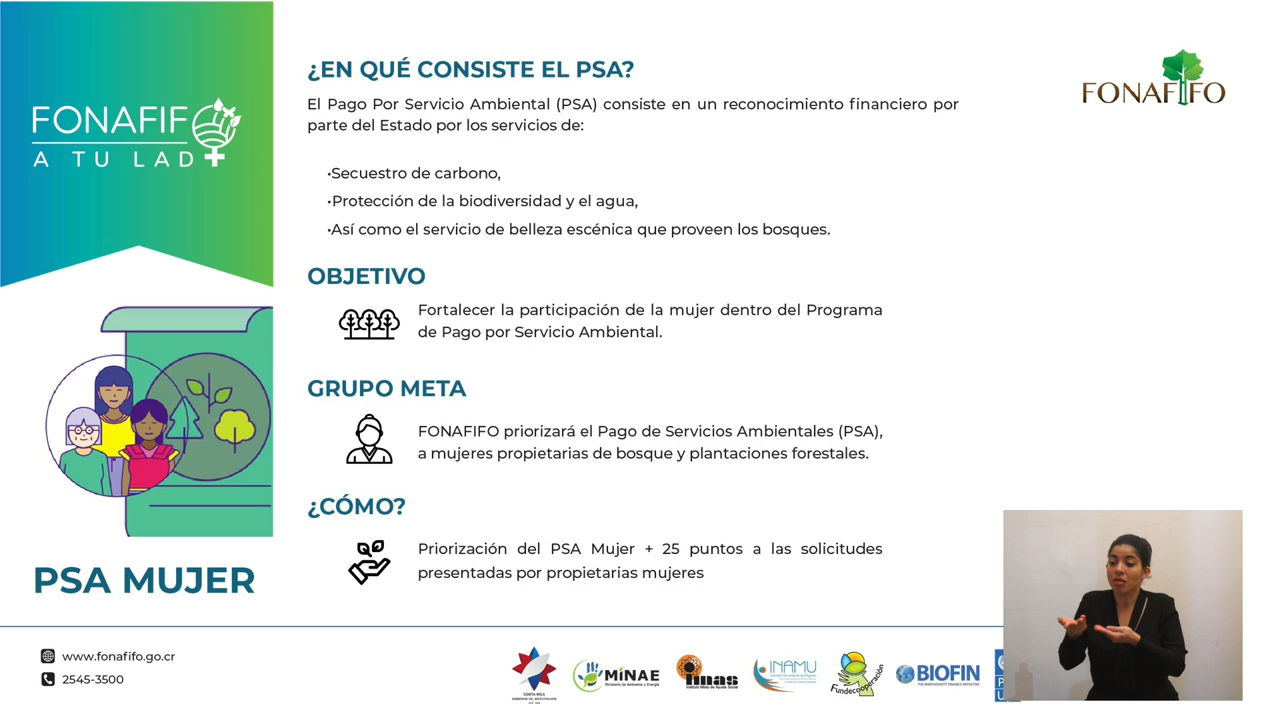 FONAFIFO
A TU LADO
PSA MUJER
¿EN QUÉ CONSISTE EL PSA?
El Pago Por Servicio Ambiental (PSA) consiste en un reconocimiento financiero por
parte del Estado por los servicios de:
•Secuestro de carbono,
•Protección de la biodiversidad y el agua,
•Así como el servicio de belleza escénica que proveen los bosques.
OBJETIVO
Fortalecer la participación de la mujer dentro del Programa
de Pago por Servicio Ambiental.
GRUPO META
FONAFIFO priorizará el Pago de Servicios Ambientales (PSA),
a mujeres propietarias de bosque y plantaciones forestales.
¿CÓMO?
Priorización del PSA Mujer + 25 puntos a las solicitudes
presentadas por propietarias mujeres
FONAFIFO
www.fonafifo.go.cr
2545-3500
COSTA RICA
MINAE
Ministerio de Ambiente y Energía
imas
Instituto Mixto de Ayuda Social
INAMU
Fundecooperación
BIOFIN
THE BIODIVERSITY FINANCE INITIATIVE
P
U